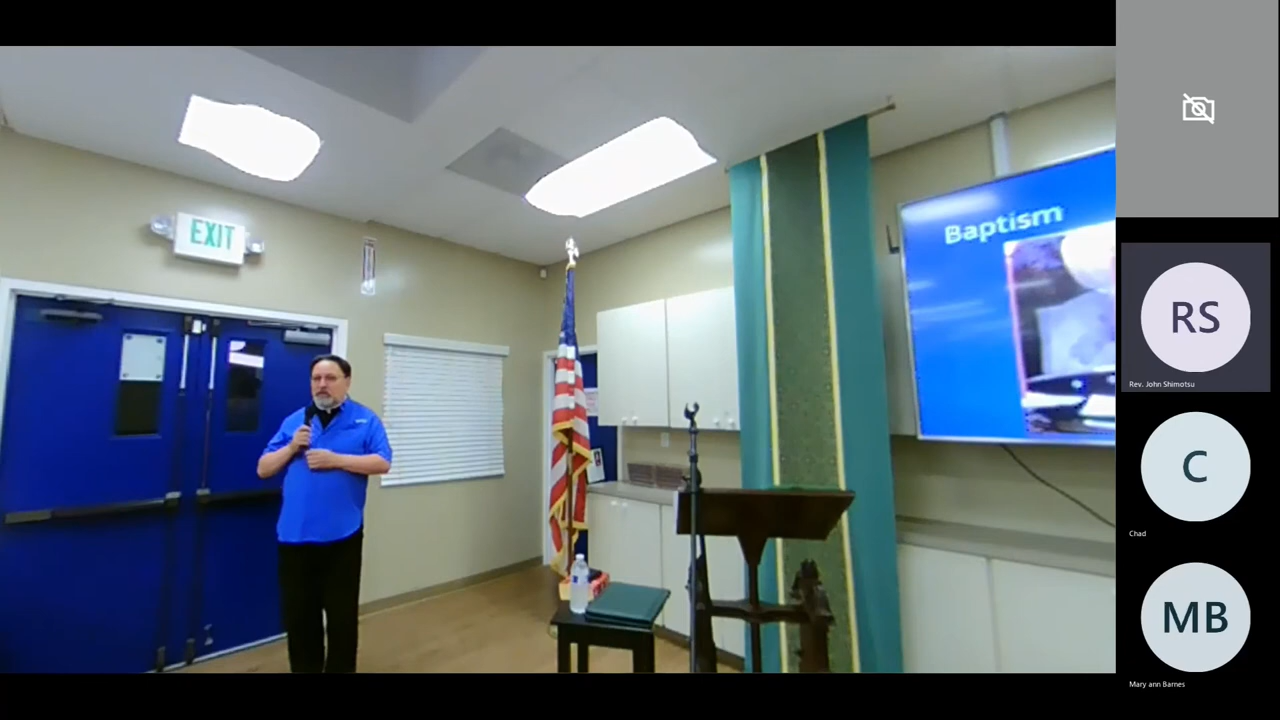 EXIT
Baptism
RS
Rev. John Shimotsu
C
Chad
MB
Mary ann Barnes